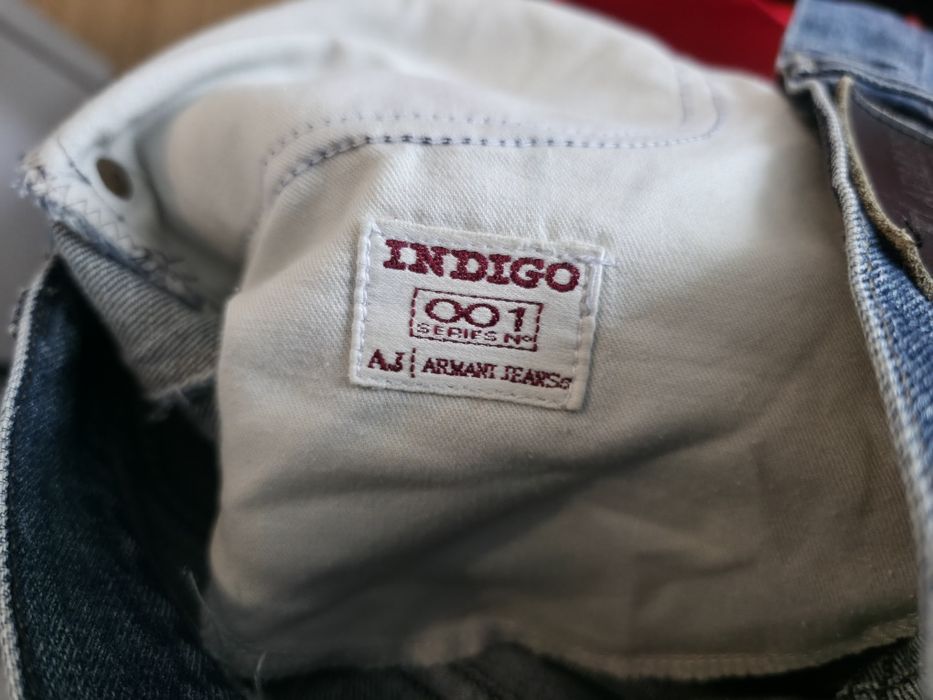 INDIGO
001
SERIES Nº
AJ | ARMANI JEANS®